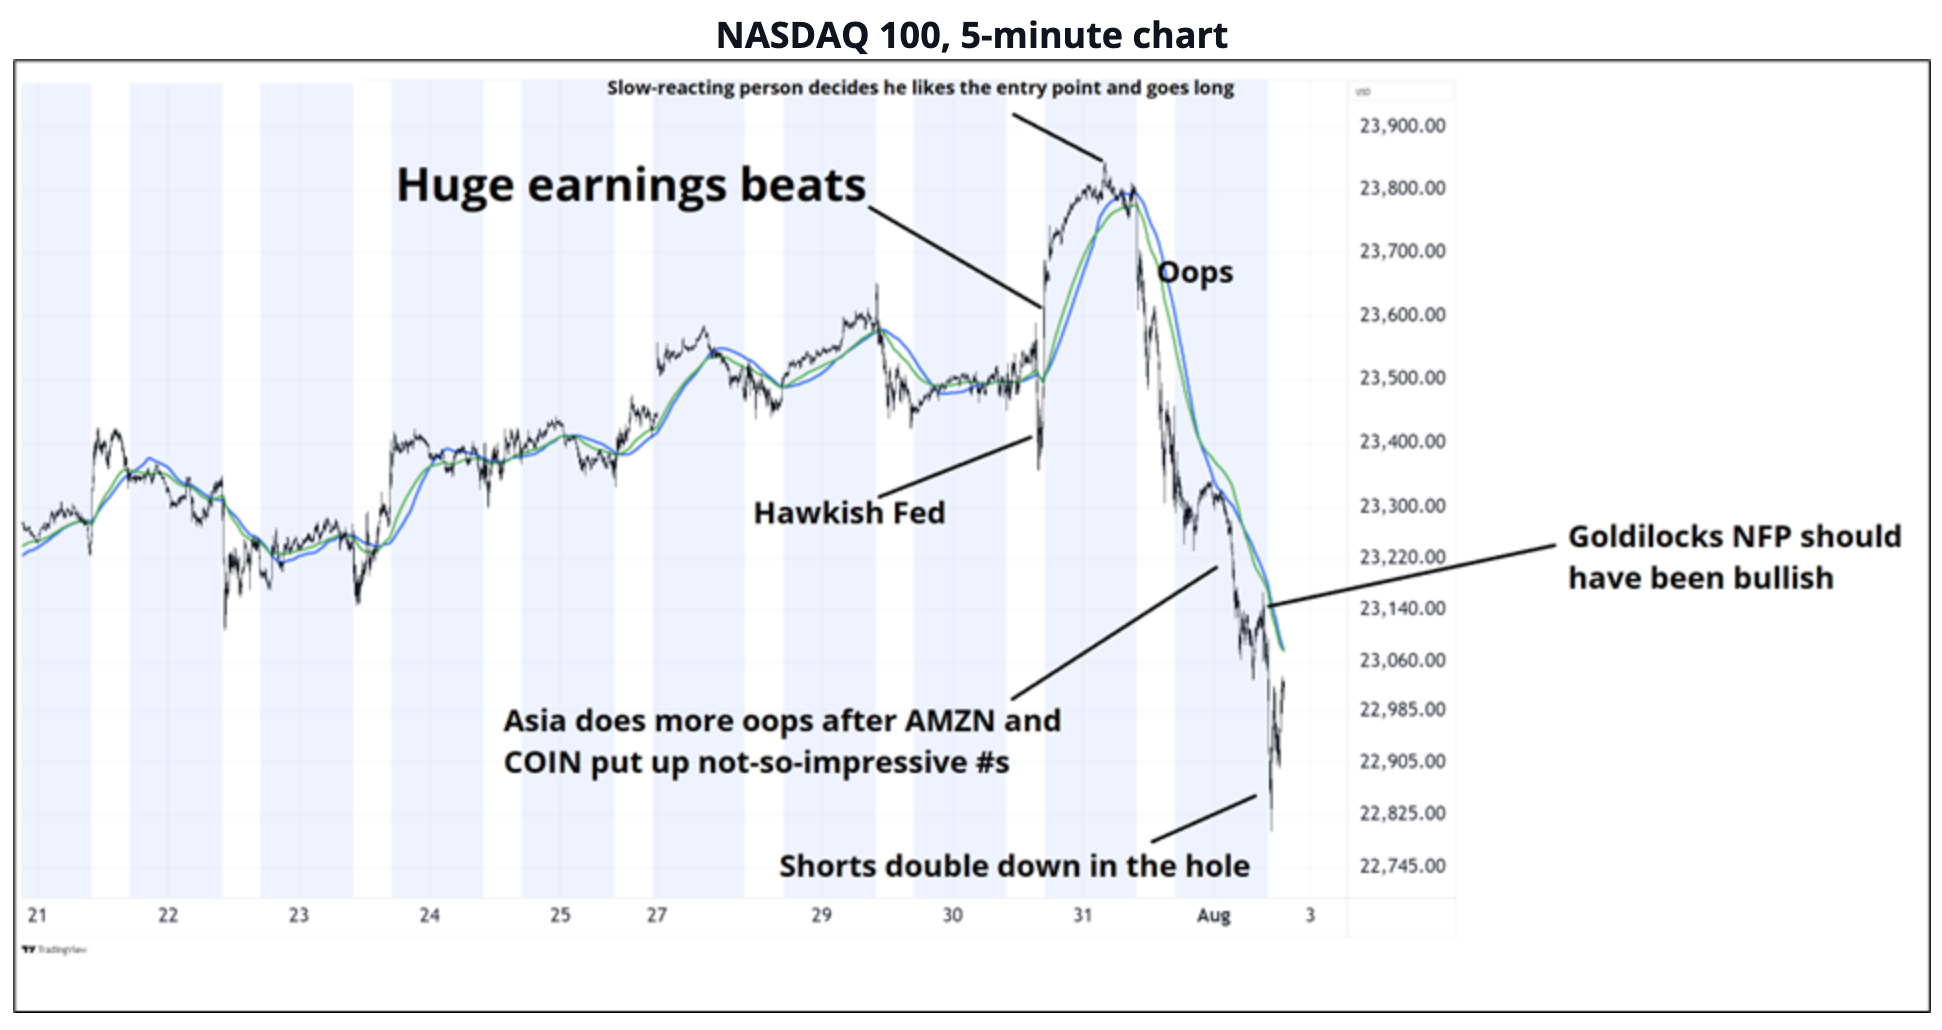 NASDAQ 100, 5-minute chart
Slow-reacting person decides he likes the entry point and goes long
USD
23,900.00
Huge earnings beats
23,800.00
23,700.00
Oops
23,600.00
23,500.00
23,400.00
Hawkish Fed
23,300.00
Goldilocks NFP should
have been bullish
23,220.00
23,140.00
23,060.00
Asia does more oops after AMZN and
COIN put up not-so-impressive #s
22,985.00
22,905.00
22,825.00
Shorts double down in the hole
22,745.00
21 22 23 24 25 27 29 30 31 Aug 3
TradingView